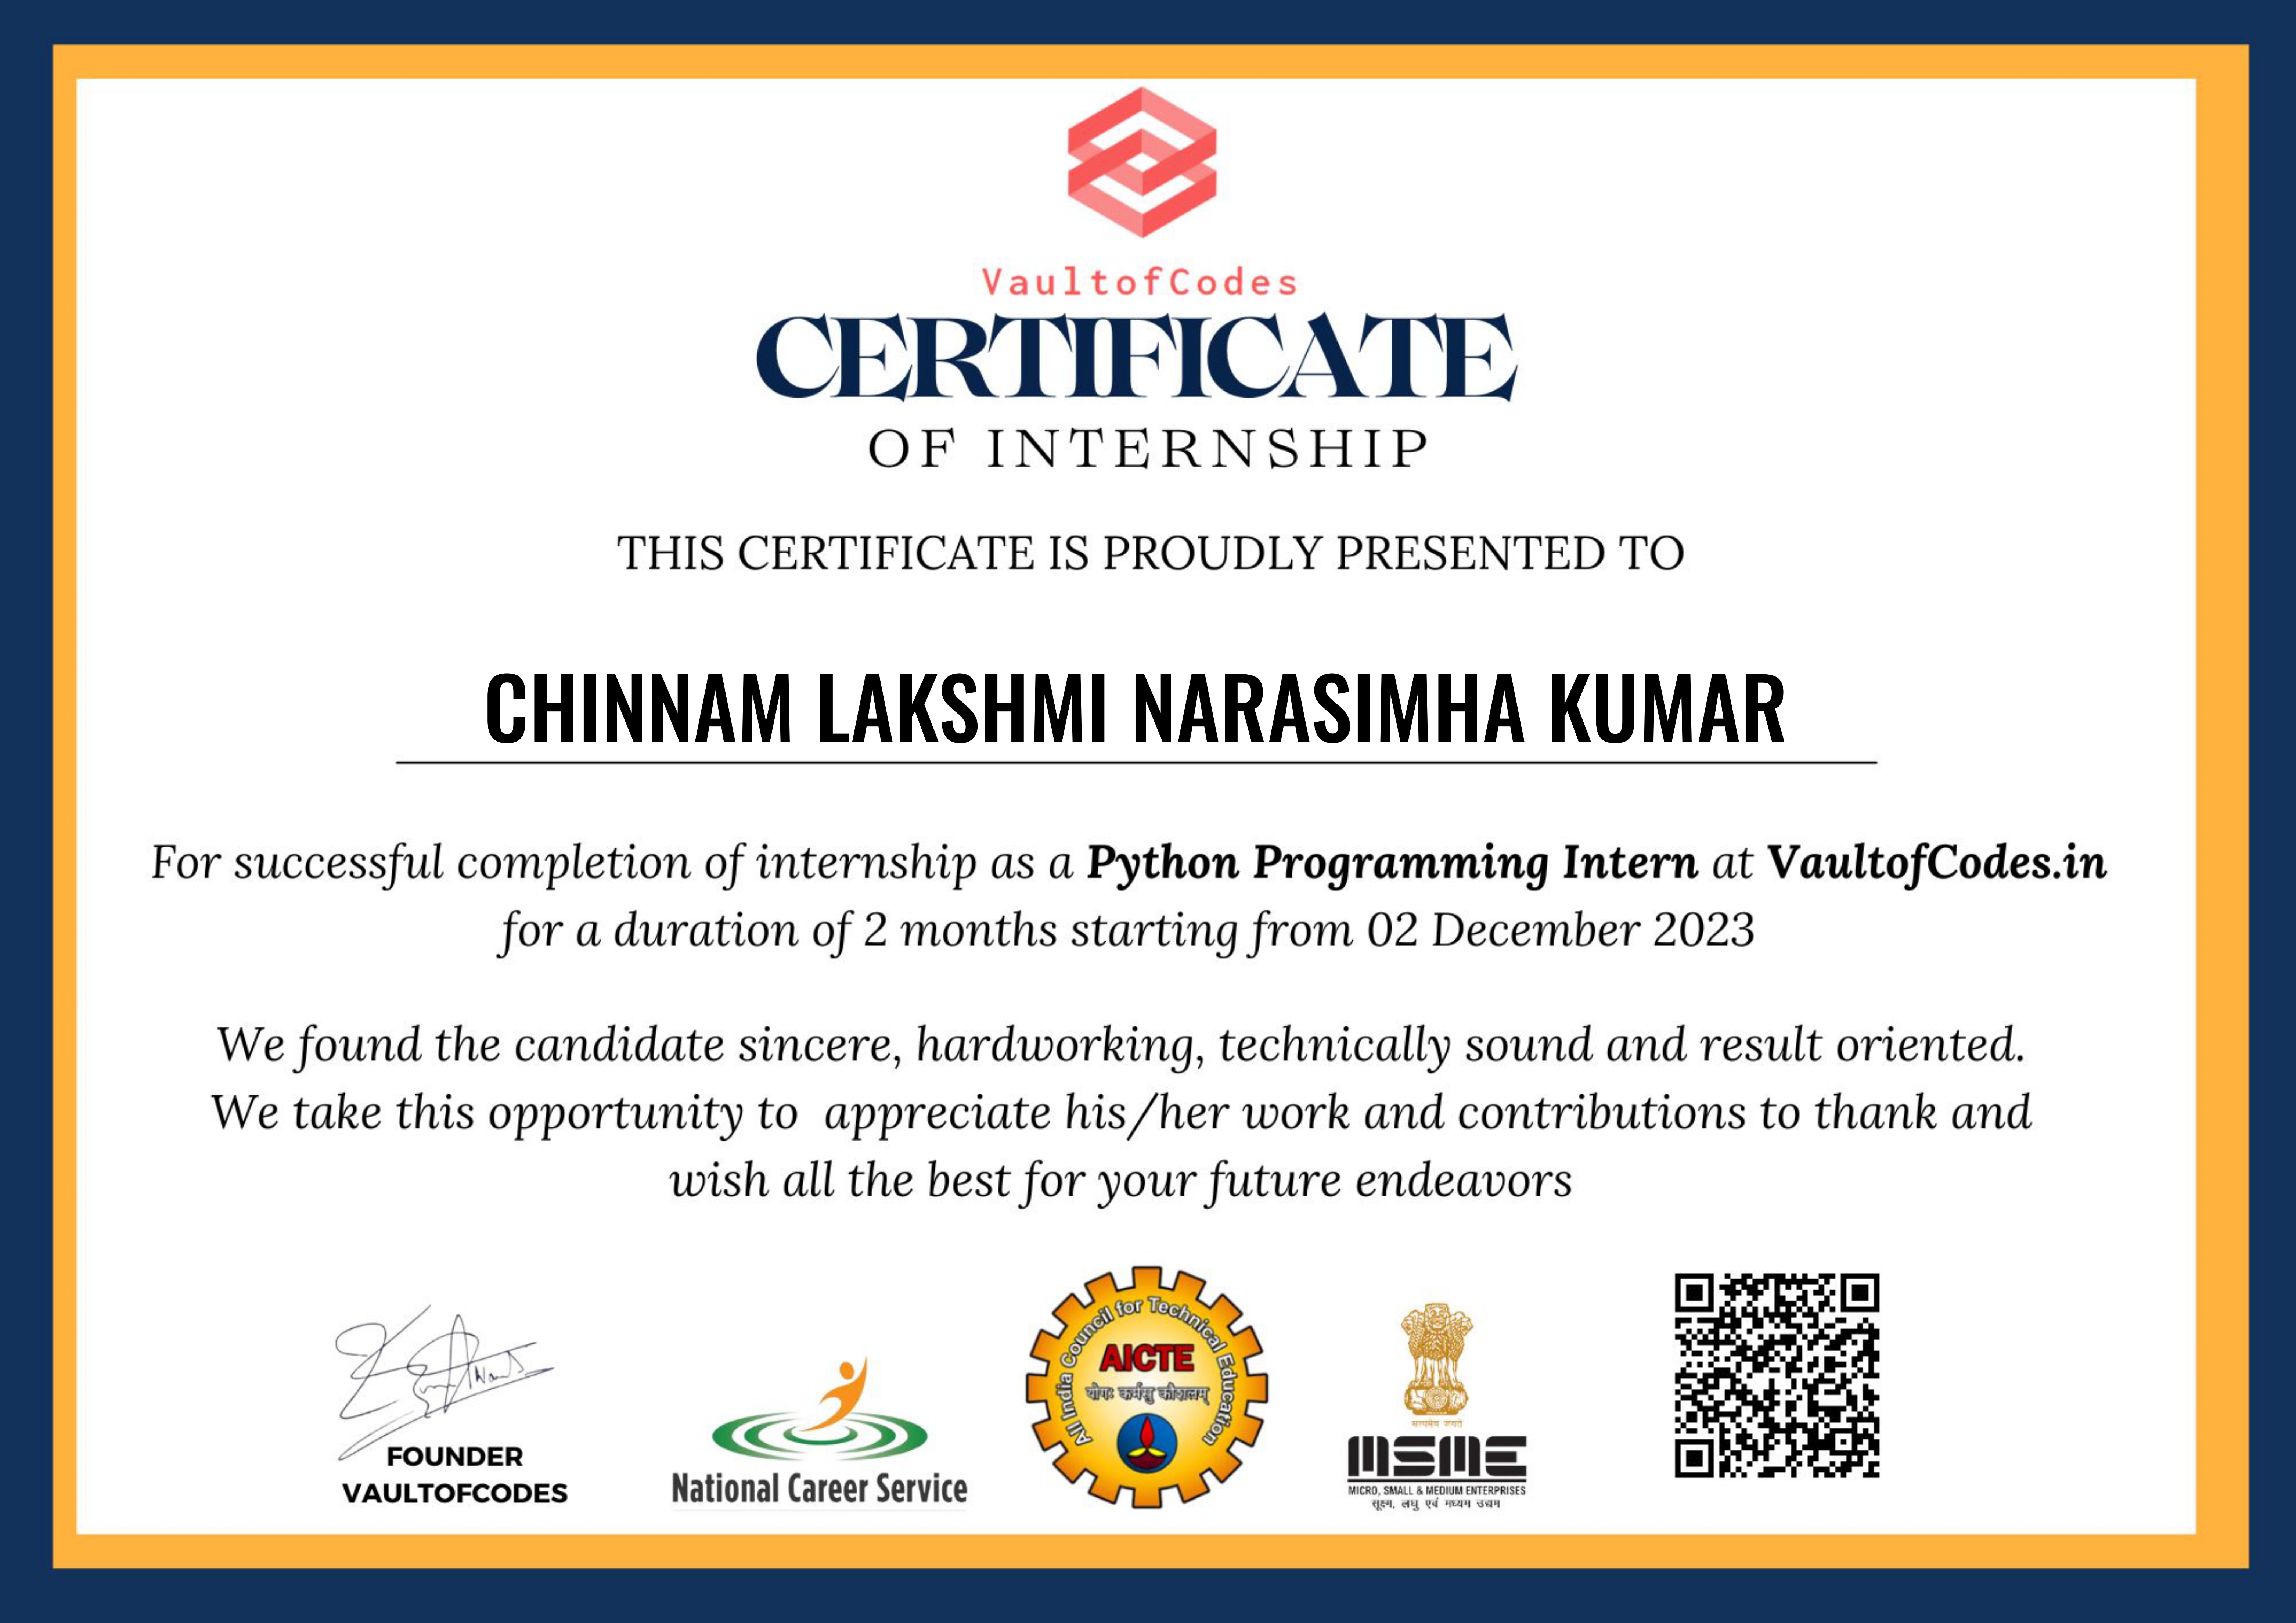 VaultofCodes
CERTIFICATE
OF INTERNSHIP
THIS CERTIFICATE IS PROUDLY PRESENTED TO
CHINNAM LAKSHMI NARASIMHA KUMAR
For successful completion of internship as a Python Programming Intern at VaultofCodes.in
for a duration of 2 months starting from 02 December 2023
We found the candidate sincere, hardworking, technically sound and result oriented.
We take this opportunity to appreciate his/her work and contributions to thank and
wish all the best for your future endeavors
FOUNDER
VAULTOFCODES
National Career Service
All India Council for Technical Education
AICTE
योगः कर्मसु कौशलम्
सत्यमेव जयते
MSME
MICRO, SMALL & MEDIUM ENTERPRISES
सूक्ष्म, लघु एवं मध्यम उद्यम